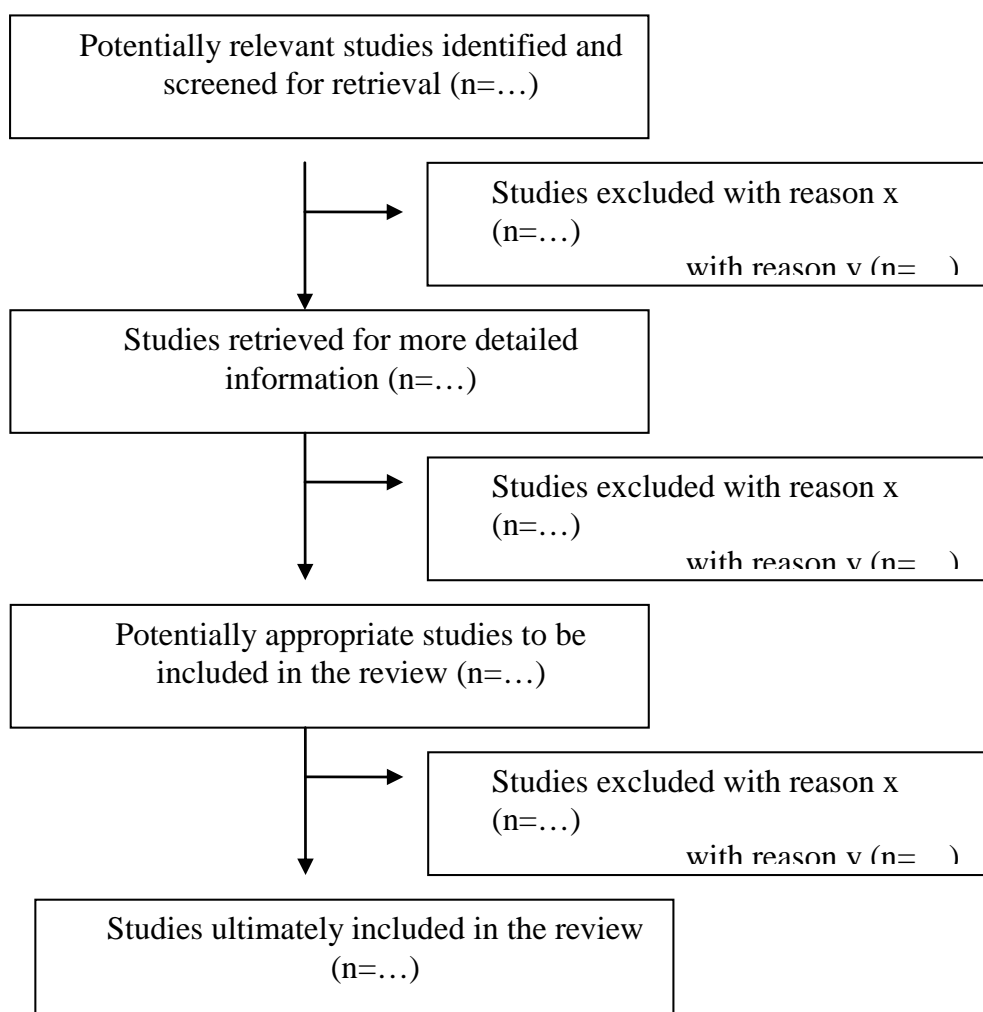 Potentially relevant studies identified and
screened for retrieval (n=…)
Studies excluded with reason x
(n=…)
with reason y (n=…)
Studies retrieved for more detailed
information (n=…)
Studies excluded with reason x
(n=…)
with reason y (n=…)
Potentially appropriate studies to be
included in the review (n=…)
Studies excluded with reason x
(n=…)
with reason y (n=…)
Studies ultimately included in the review
(n=…)